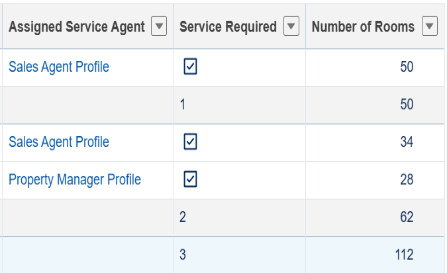 Assigned Service Agent Service Required Number of Rooms
Sales Agent Profile 50
1 50
Sales Agent Profile 34
Property Manager Profile 28
2 62
3 112